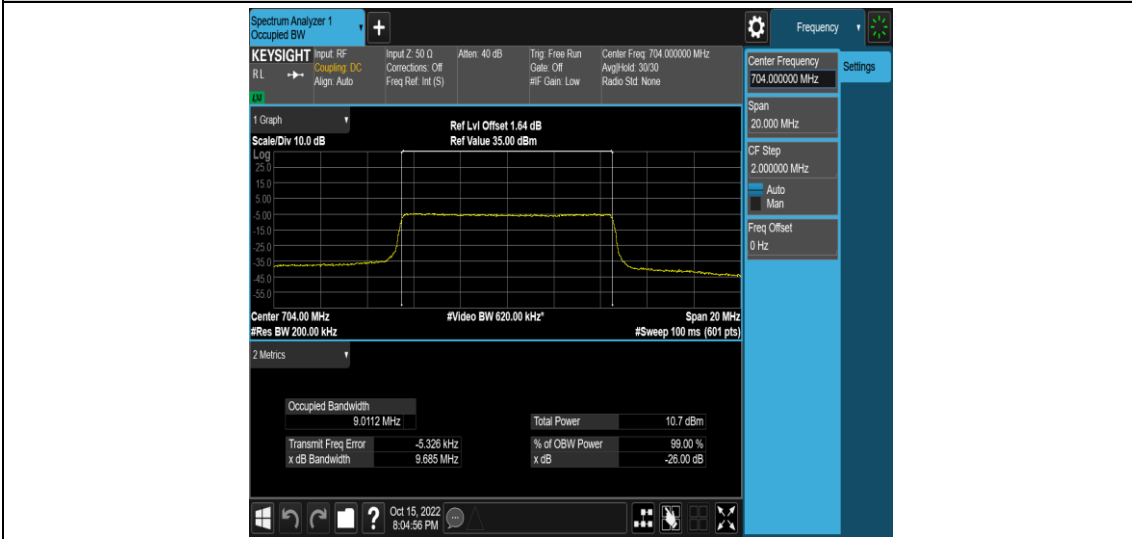 Spectrum Analyzer 1
Occupied BW
+
Frequency
KEYSIGHT
RL
LXI
Input: RF
Coupling: DC
Align: Auto
Input Z: 50 Ω
Corrections: Off
Freq Ref: Int (S)
Atten: 40 dB
Trig: Free Run
Gate: Off
#IF Gain: Low
Center Freq: 704.000000 MHz
Avg|Hold: 30/30
Radio Std: None
1 Graph
Scale/Div 10.0 dB
Ref Lvl Offset 1.64 dB
Ref Value 35.00 dBm
Log
25.0
15.0
5.00
-5.00
-15.0
-25.0
-35.0
-45.0
-55.0
Center 704.00 MHz
#Res BW 200.00 kHz
#Video BW 620.00 kHz*
Span 20 MHz
#Sweep 100 ms (601 pts)
2 Metrics
Occupied Bandwidth
9.0112 MHz
Total Power 10.7 dBm
Transmit Freq Error -5.326 kHz
% of OBW Power 99.00 %
x dB Bandwidth 9.685 MHz
x dB -26.00 dB
Center Frequency
704.000000 MHz
Settings
Span
20.000 MHz
CF Step
2.000000 MHz
Auto
Man
Freq Offset
0 Hz
?
Oct 15, 2022
8:04:56 PM